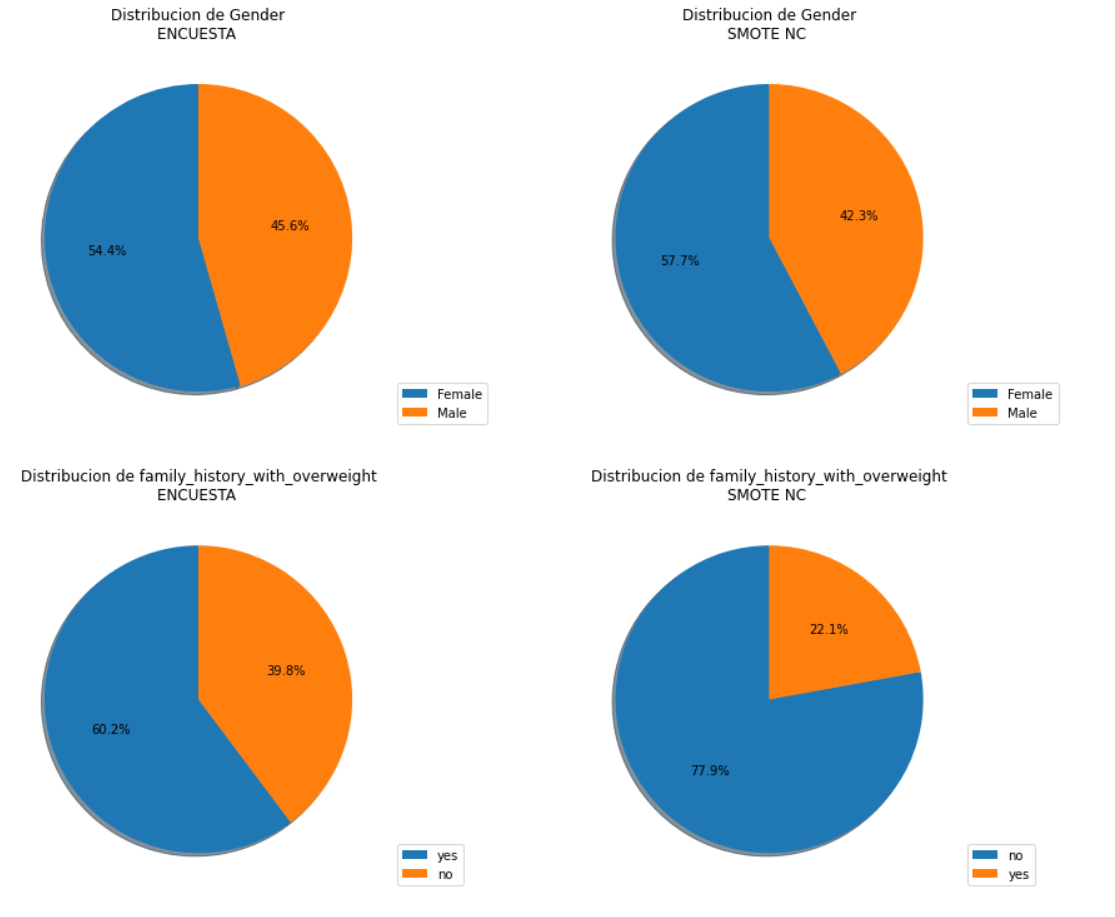 Distribucion de Gender
ENCUESTA
45.6%
54.4%
Female
Male
Distribucion de Gender
SMOTE NC
42.3%
57.7%
Female
Male
Distribucion de family_history_with_overweight
ENCUESTA
39.8%
60.2%
yes
no
Distribucion de family_history_with_overweight
SMOTE NC
22.1%
77.9%
no
yes